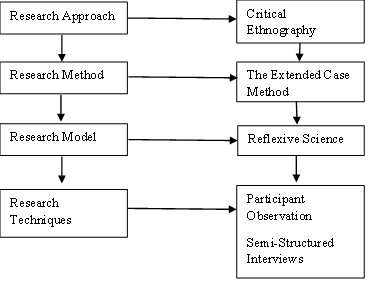 Research Approach
Critical
Ethnography
Research Method
The Extended Case
Method
Research Model
Reflexive Science
Research
Techniques
Participant
Observation
Semi-Structured
Interviews